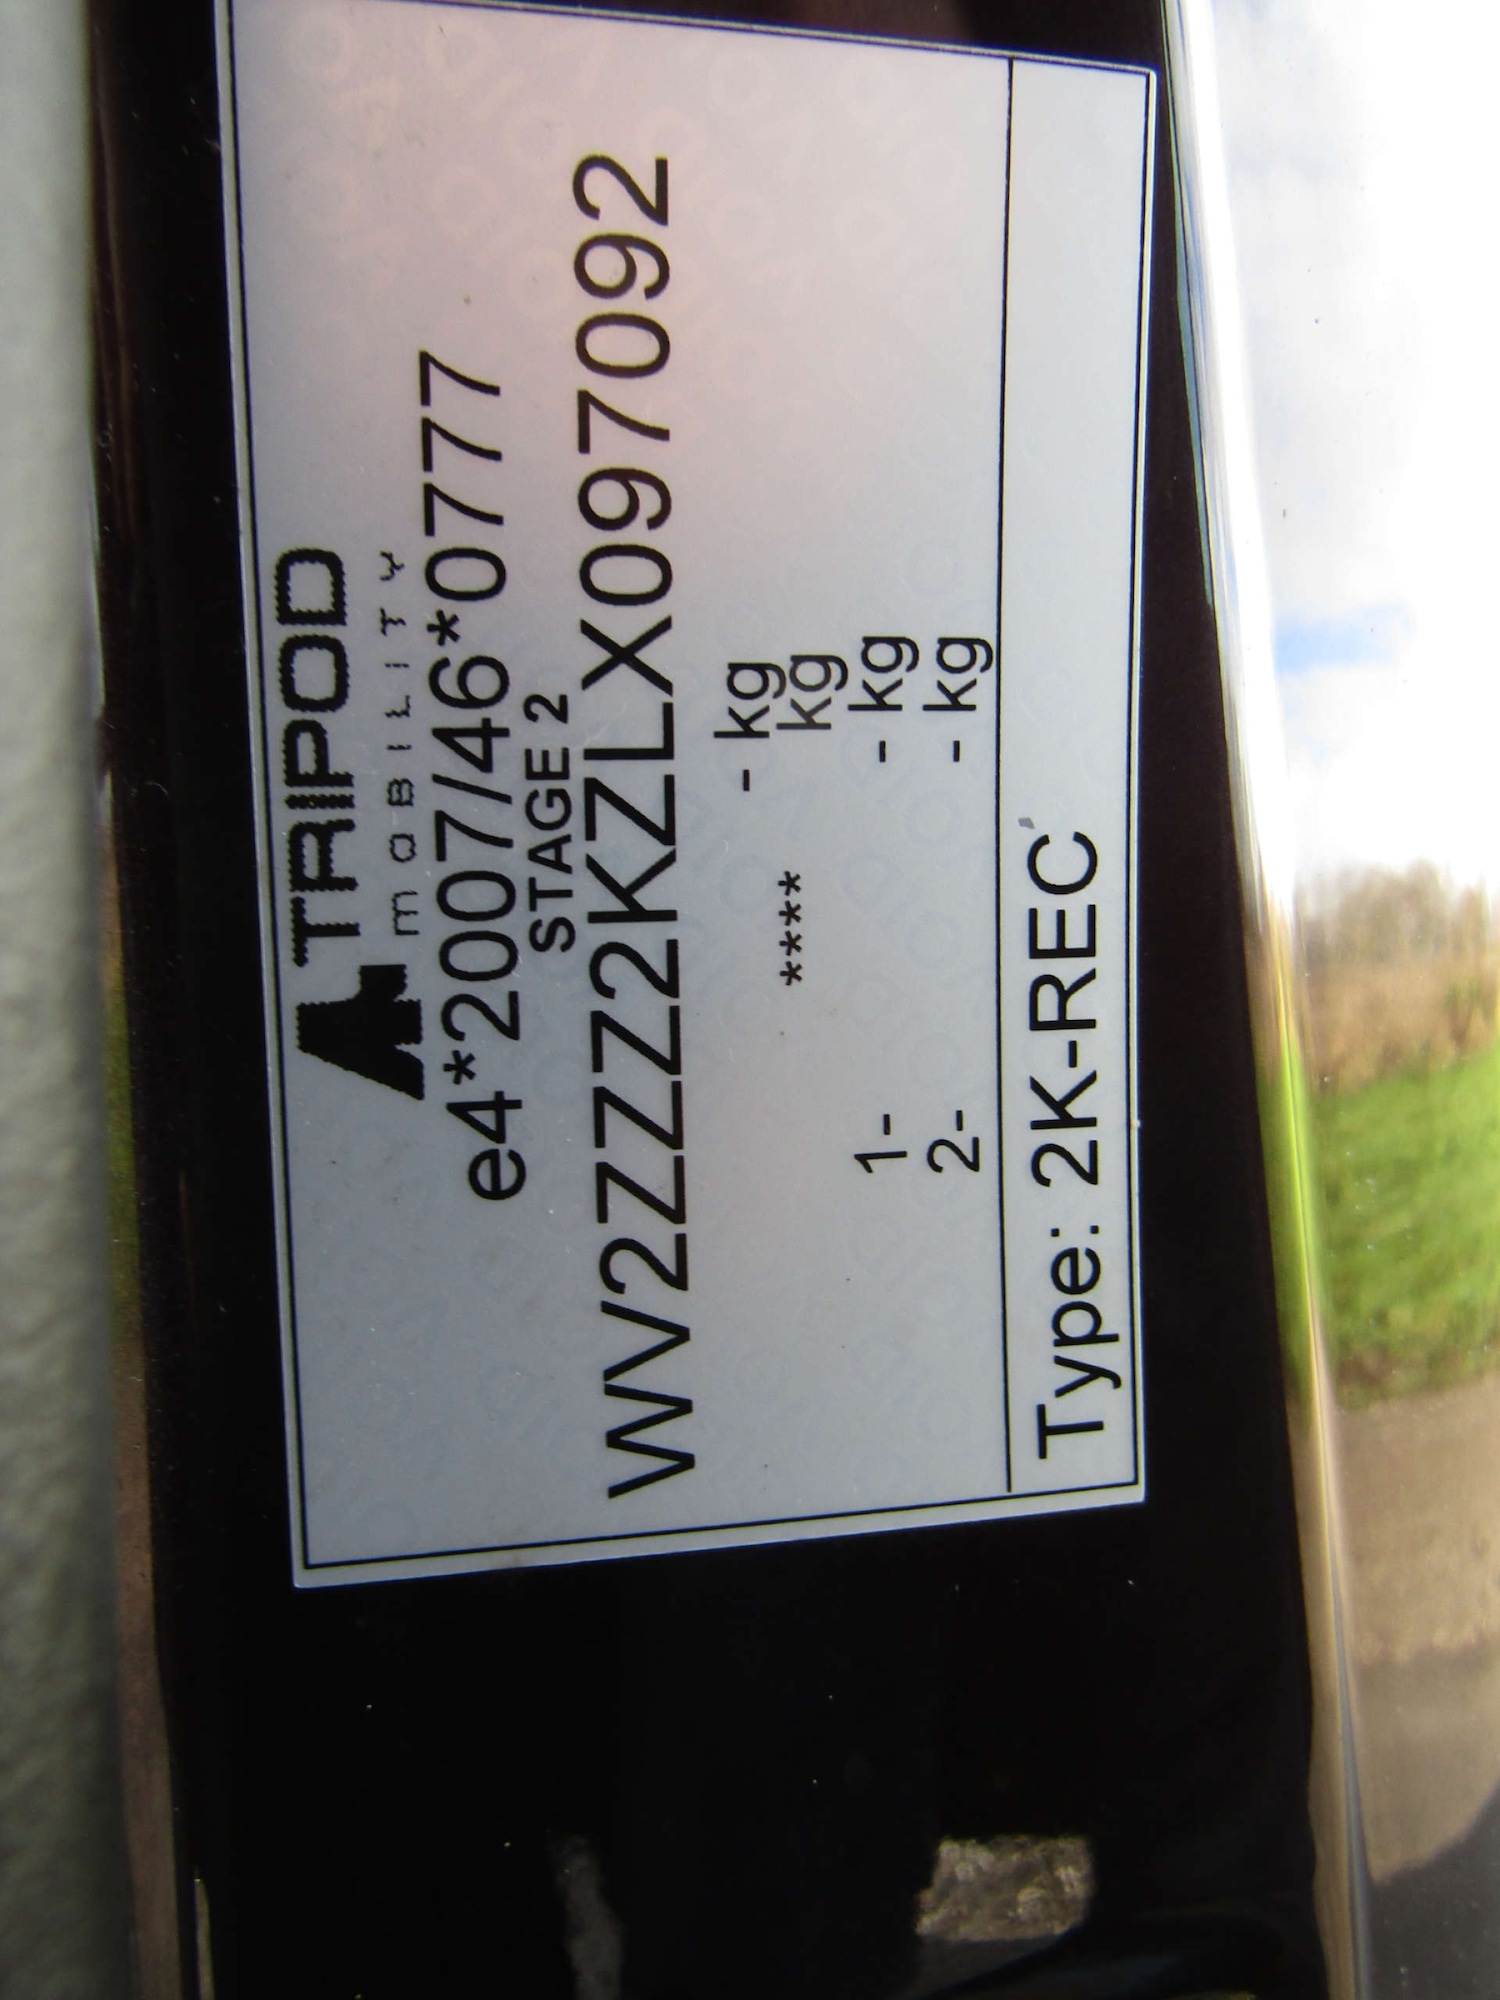 TRIPOD
mOBILITY
e4*2007/46*0777
STAGE 2
WV2ZZZ2KZLX097092
- kg
**** kg
1- - kg
2- - kg
Type: 2K-REC